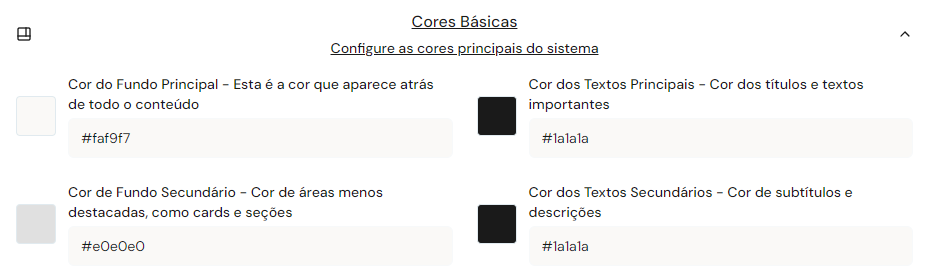 Cores Básicas
Configure as cores principais do sistema
Cor do Fundo Principal - Esta é a cor que aparece atrás
de todo o conteúdo
#faf9f7
Cor dos Textos Principais - Cor dos títulos e textos
importantes
#1a1a1a
Cor de Fundo Secundário - Cor de áreas menos
destacadas, como cards e seções
#e0e0e0
Cor dos Textos Secundários - Cor de subtítulos e
descrições
#1a1a1a